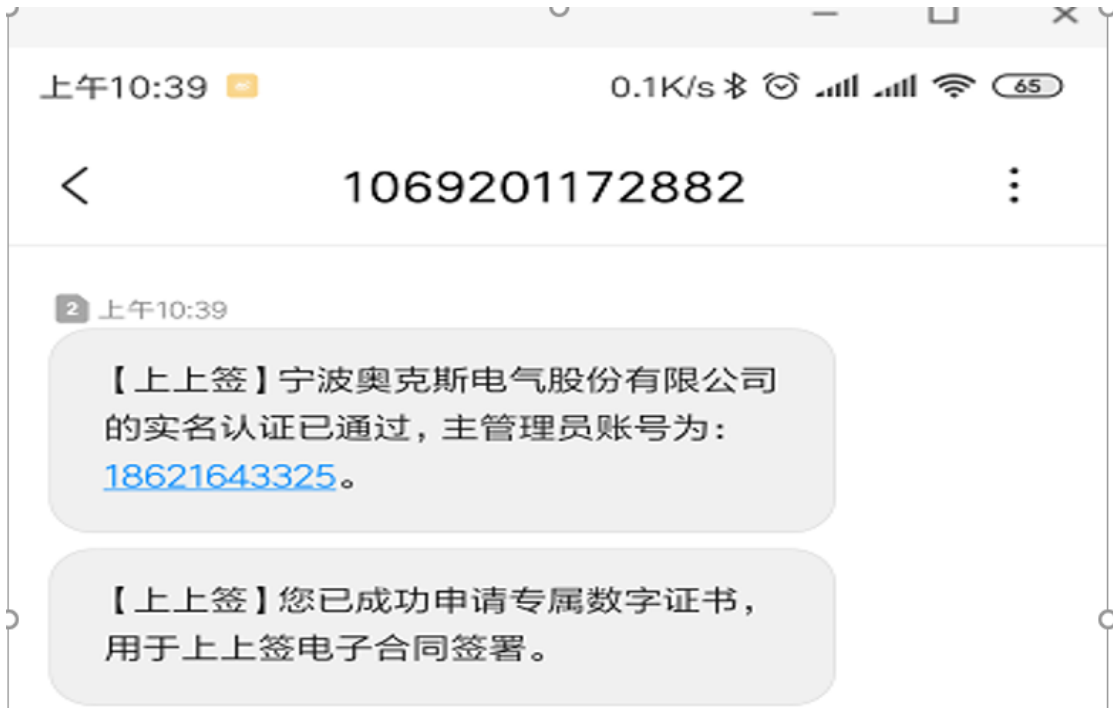 上午10:39
0.1K/s
65
1069201172882
2 上午10:39
【上上签】宁波奥克斯电气股份有限公司
的实名认证已通过，主管理员账号为：
18621643325。
【上上签】您已成功申请专属数字证书，
用于上上签电子合同签署。